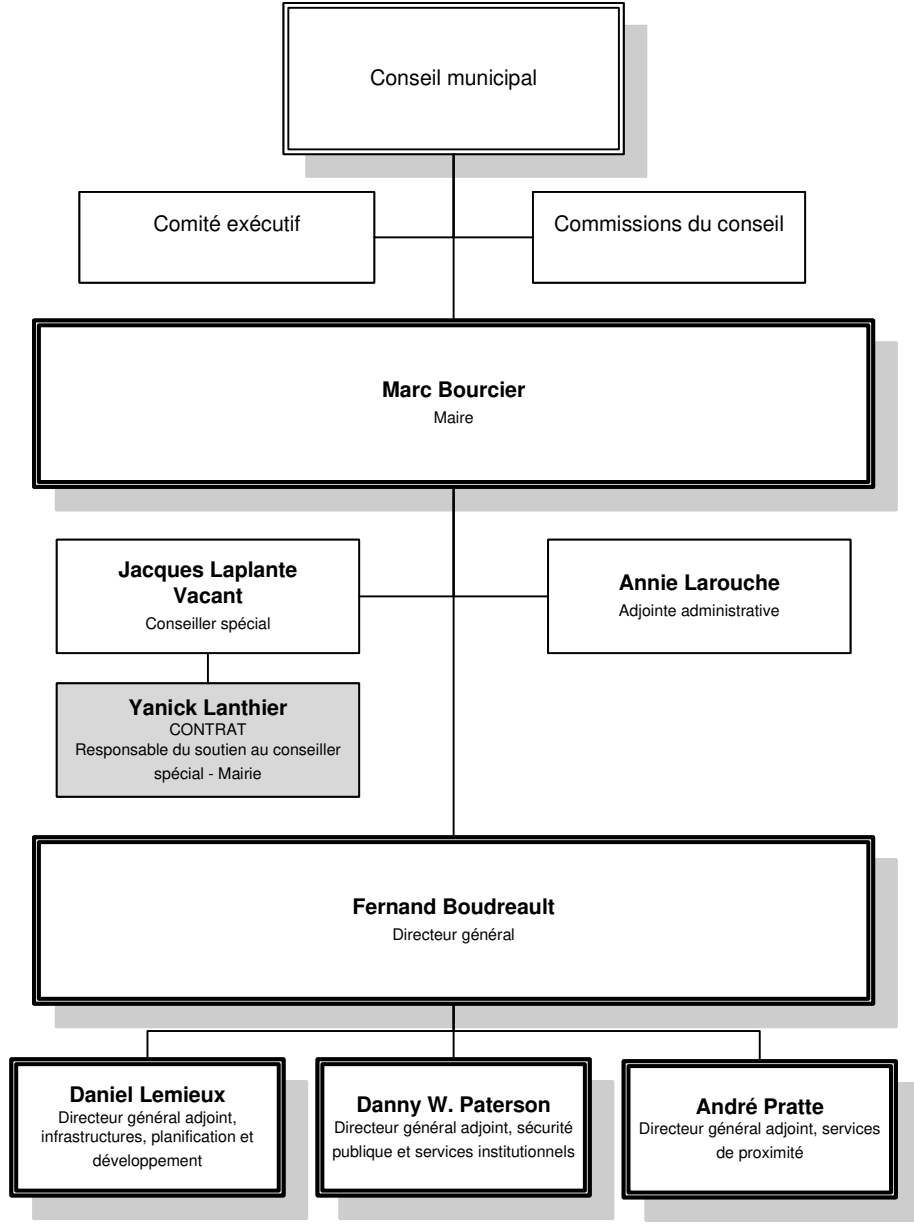 Conseil municipal
Comité exécutif
Commissions du conseil
Marc Bourcier
Maire
Jacques Laplante
Vacant
Conseiller spécial
Annie Larouche
Adjointe administrative
Yanick Lanthier
CONTRAT
Responsable du soutien au conseiller
spécial - Mairie
Fernand Boudreault
Directeur général
Daniel Lemieux
Directeur général adjoint,
infrastructures, planification et
développement
Danny W. Paterson
Directeur général adjoint, sécurité
publique et services institutionnels
André Pratte
Directeur général adjoint, services
de proximité